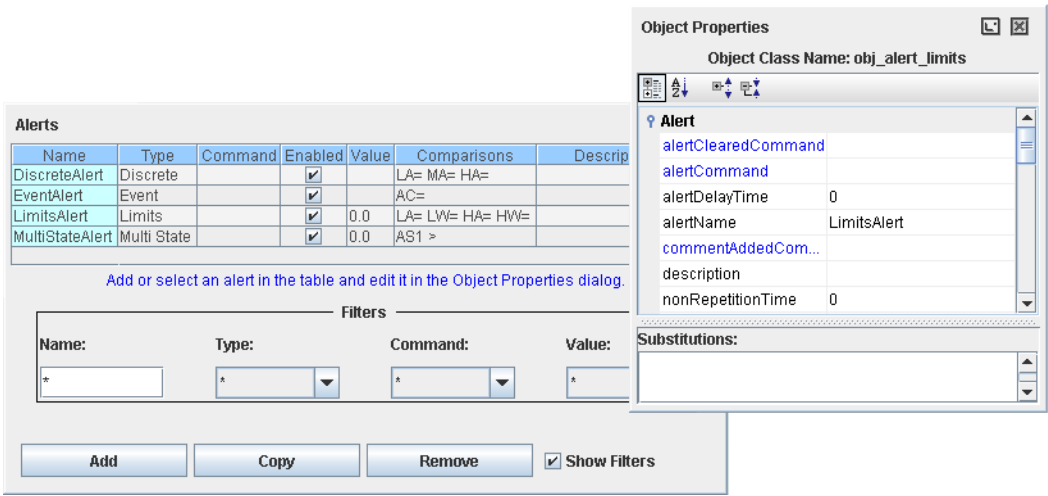 Object Properties
Object Class Name: obj_alert_limits
Alert
alertClearedCommand
alertCommand
alertDelayTime 0
alertName LimitsAlert
commentAddedCom...
description
nonRepetitionTime 0
Substitutions:
Alerts
Name Type Command Enabled Value Comparisons Descrip
DiscreteAlert Discrete LA= MA= HA=
EventAlert Event AC=
LimitsAlert Limits 0.0 LA= LW= HA= HW=
MultiStateAlert Multi State 0.0 AS1 >
Add or select an alert in the table and edit it in the Object Properties dialog.
Filters
Name: Type: Command: Value:
* * * *
Add Copy Remove Show Filters